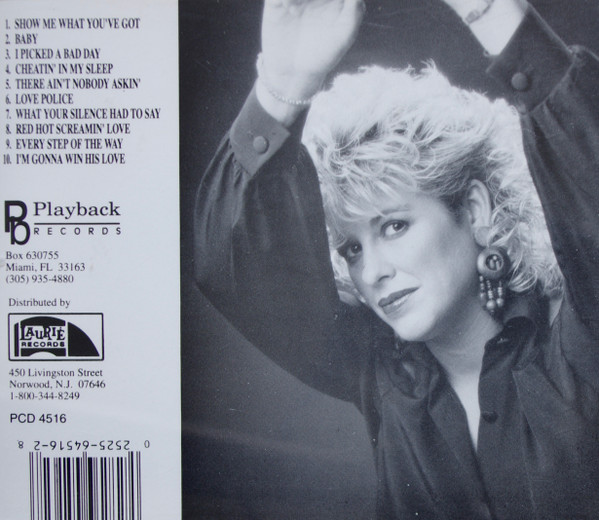 1. SHOW ME WHAT YOU'VE GOT
2. BABY
3. I PICKED A BAD DAY
4. CHEATIN' IN MY SLEEP
5. THERE AIN'T NOBODY ASKIN'
6. LOVE POLICE
7. WHAT YOUR SILENCE HAD TO SAY
8. RED HOT SCREAMIN' LOVE
9. EVERY STEP OF THE WAY
10. I'M GONNA WIN HIS LOVE
Playback
RECORDS
Box 630755
Miami, FL 33163
(305) 935-4880
Distributed by
LAURIE
RECORDS
450 Livingston Street
Norwood, N.J. 07646
1-800-344-8249
PCD 4516
0 2525-64516-2 8